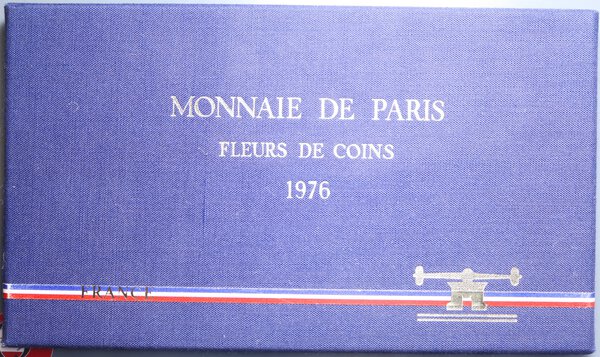 MONNAIE DE PARIS
FLEURS DE COINS
1976
FRANCE